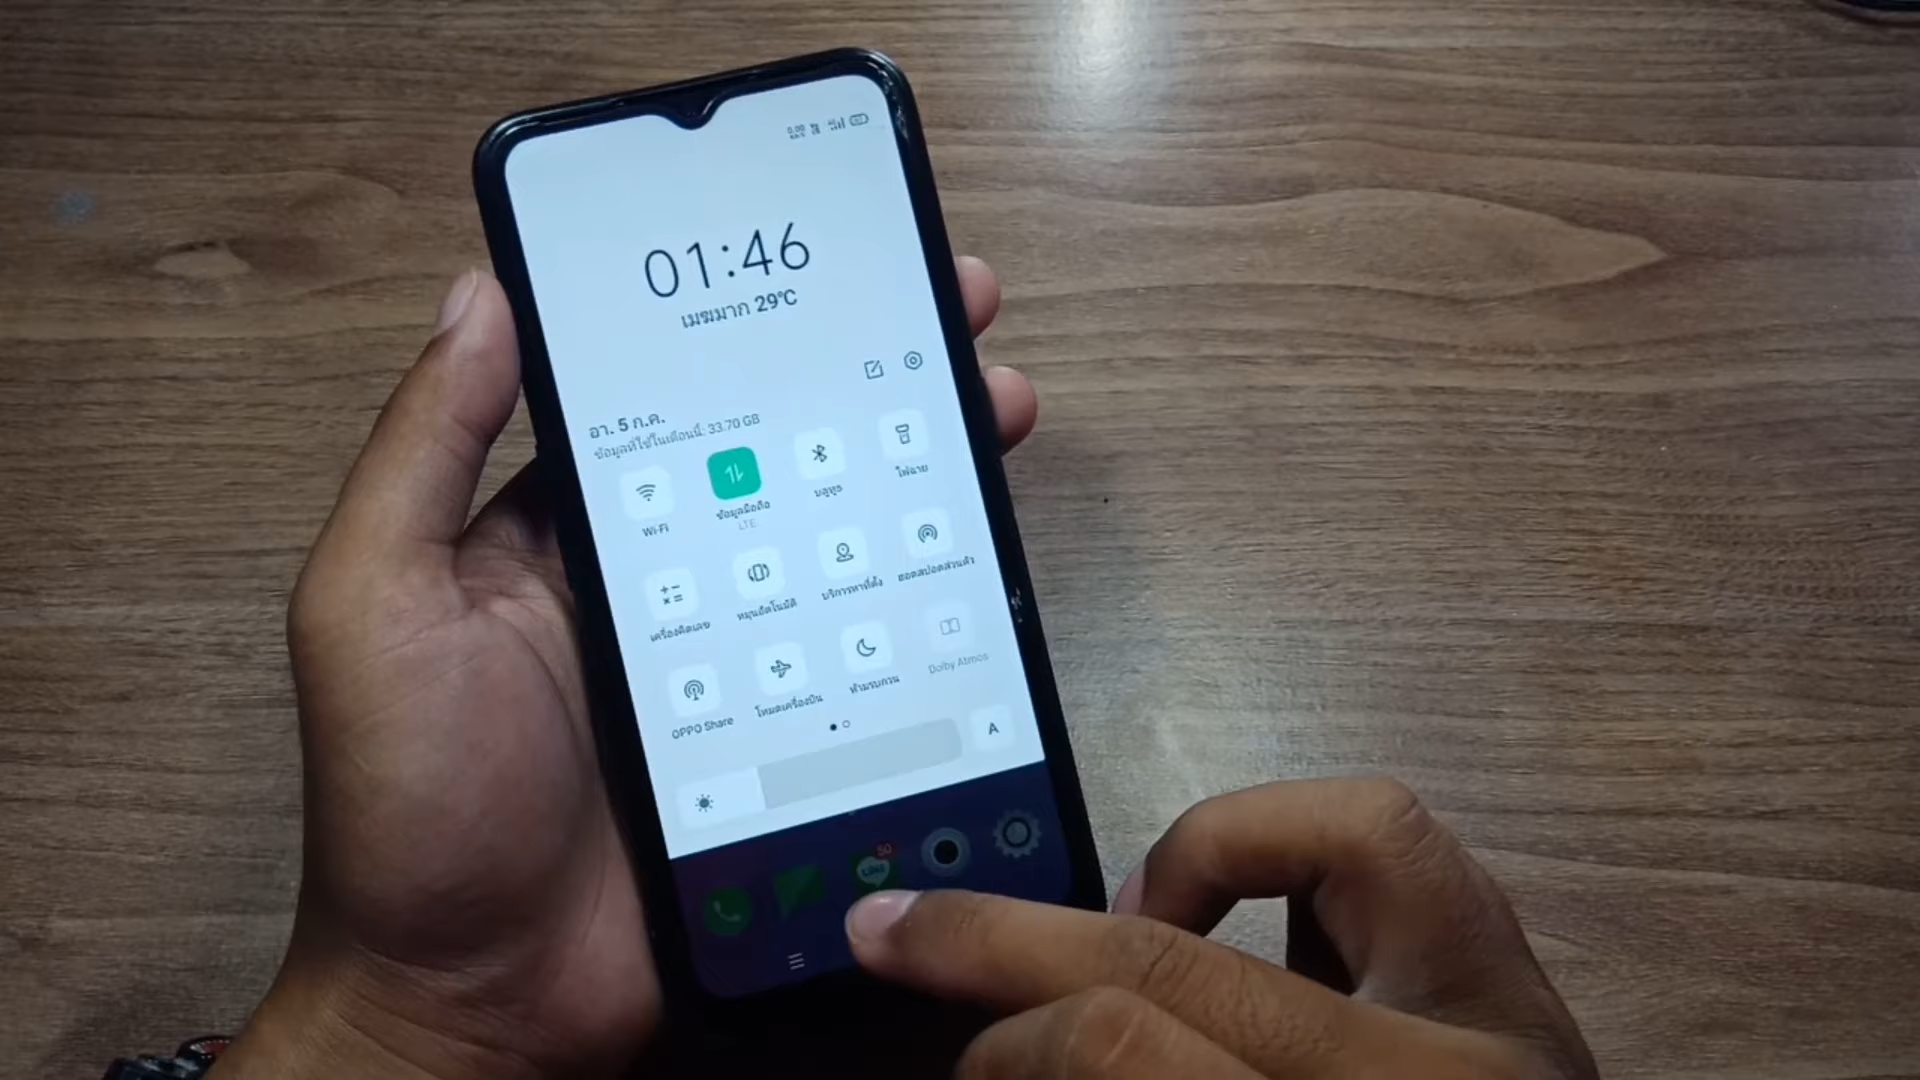 01:46
เมฆมาก 29°C
อา. 5 ก.ค.
ข้อมูลที่ใช้ในเดือนนี้: 33.70 GB
Wi-Fi
ข้อมูลมือถือ
LTE
บลูทูธ
ไฟฉาย
เครื่องคิดเลข
หมุนอัตโนมัติ
บริการหาที่ตั้ง
ฮอตสปอตส่วนตัว
OPPO Share
โหมดเครื่องบิน
ห้ามรบกวน
Dolby Atmos
A
50
LINE